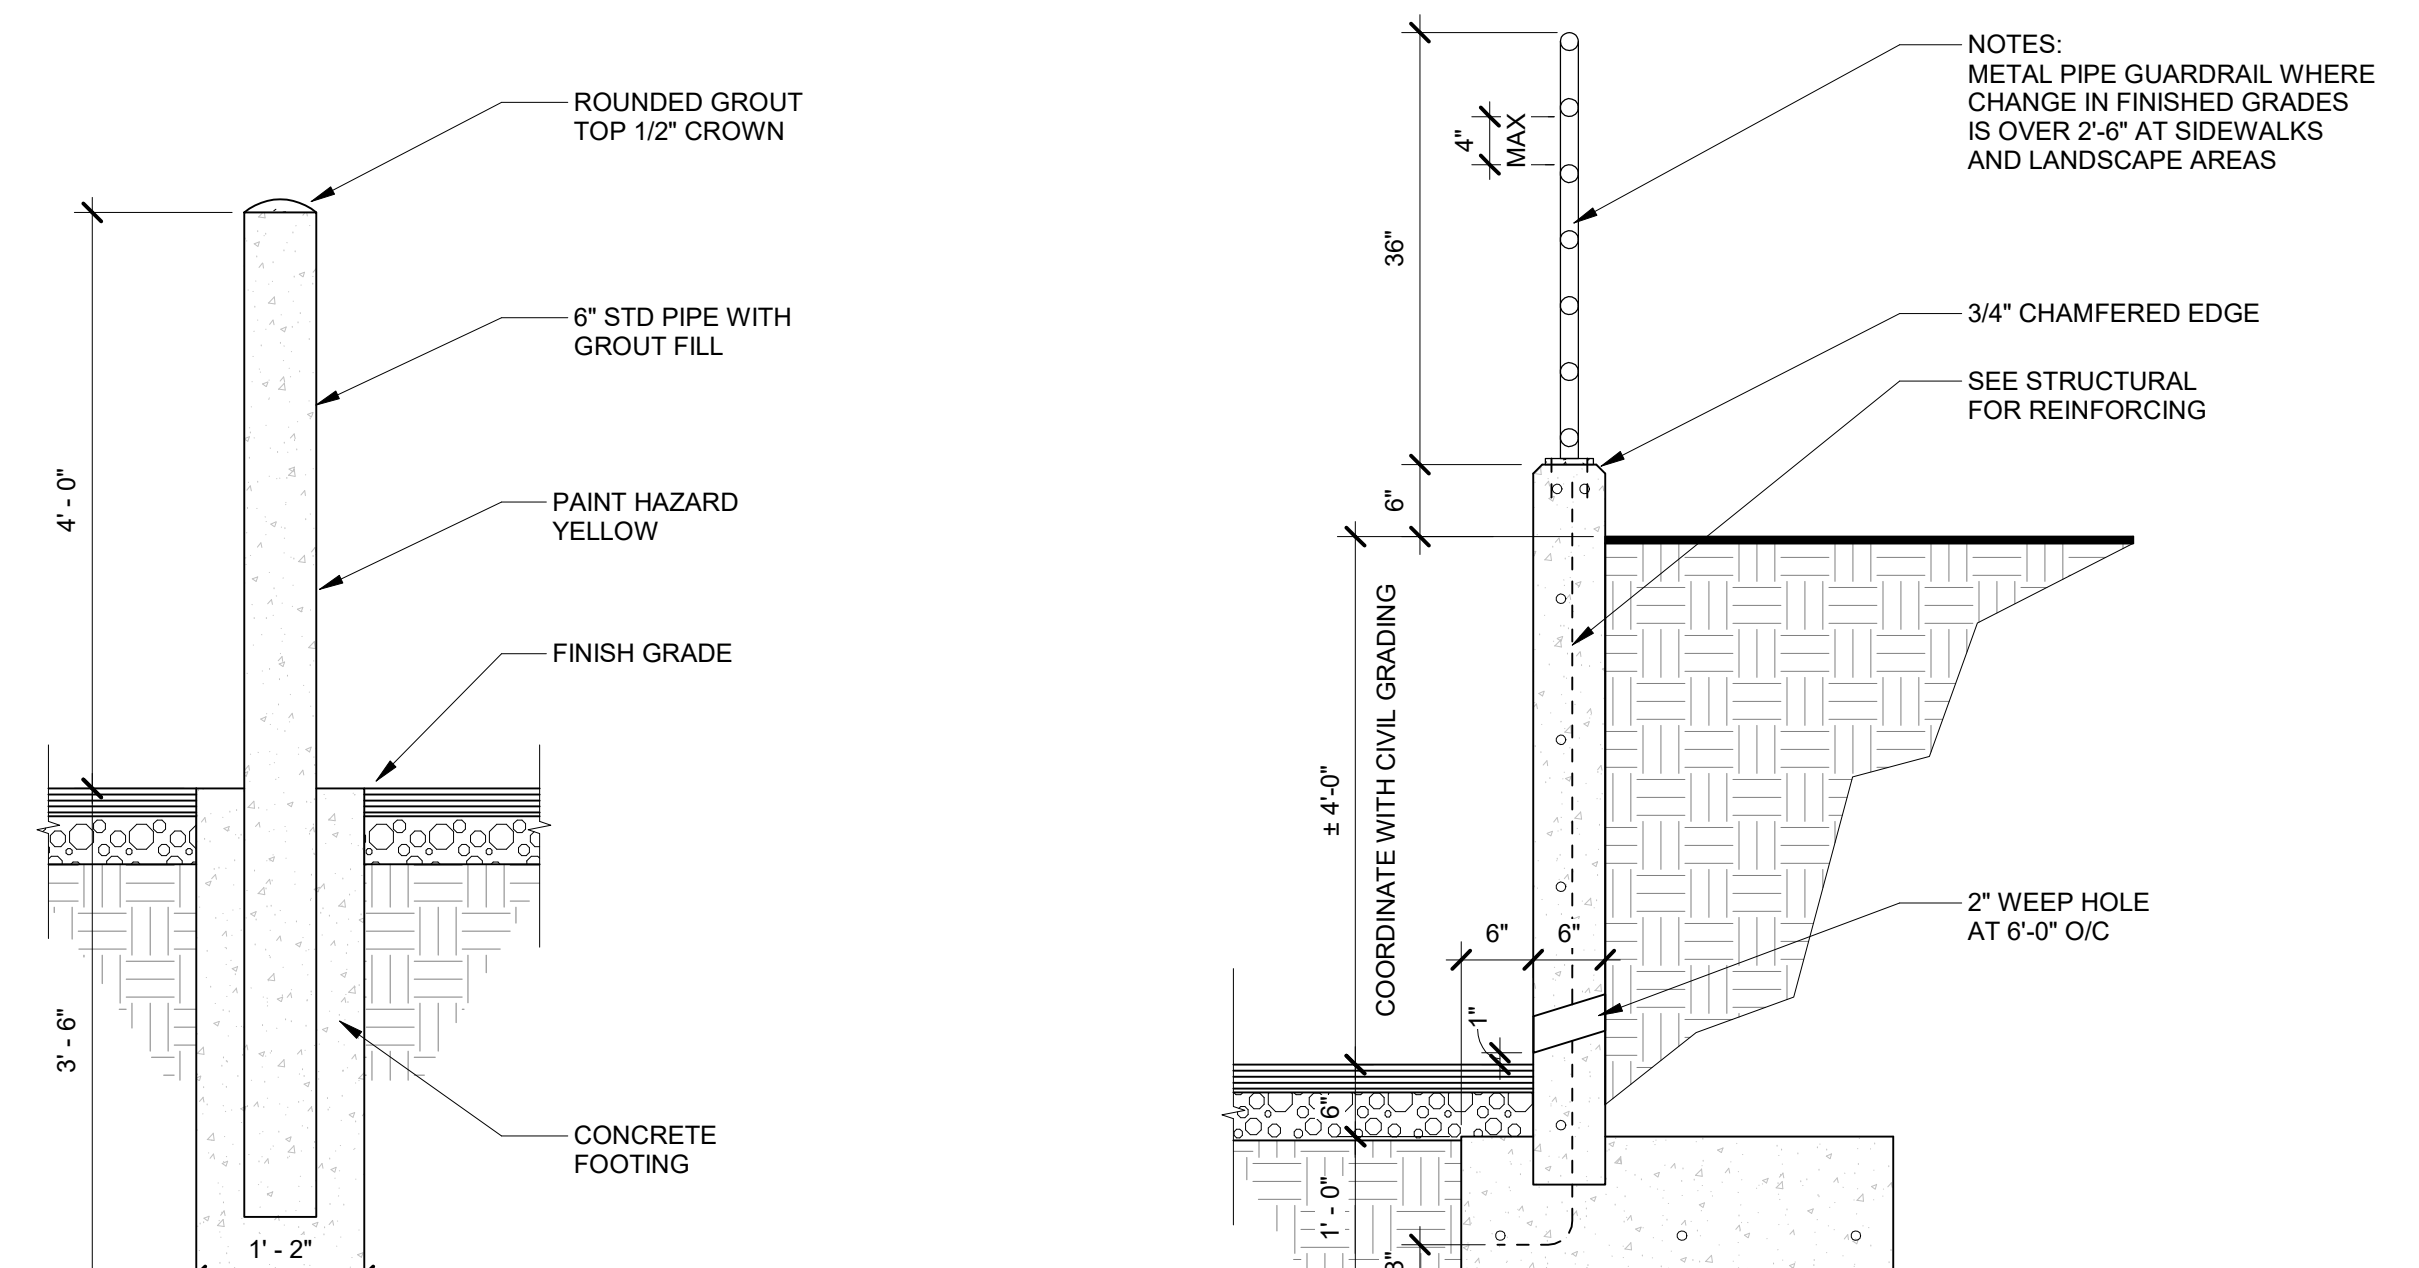 ROUNDED GROUT
TOP 1/2" CROWN
6" STD PIPE WITH
GROUT FILL
4' - 0"
PAINT HAZARD
YELLOW
FINISH GRADE
3' - 6"
CONCRETE
FOOTING
1' - 2"
NOTES:
METAL PIPE GUARDRAIL WHERE
CHANGE IN FINISHED GRADES
IS OVER 2'-6" AT SIDEWALKS
AND LANDSCAPE AREAS
4"
MAX
36"
3/4" CHAMFERED EDGE
SEE STRUCTURAL
FOR REINFORCING
6"
± 4'-0"
COORDINATE WITH CIVIL GRADING
2" WEEP HOLE
AT 6'-0" O/C
6"
6"
1"
6"
1' - 0"